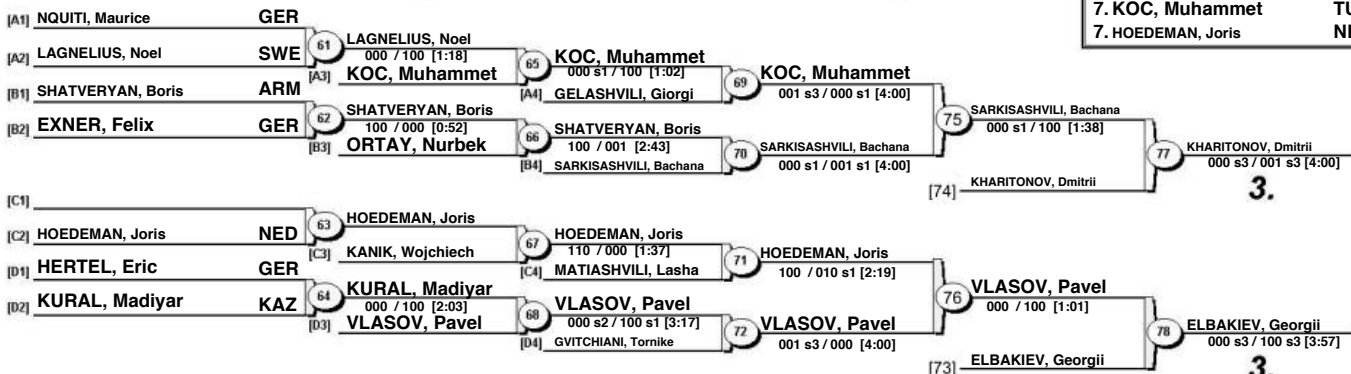 7. KOC, Muhammet
7. HOEDEMAN, Joris
[A1] NQUITI, Maurice GER
[A2] LAGNELIUS, Noel SWE
61
LAGNELIUS, Noel
000 / 100 [1:18]
[A3] KOC, Muhammet
65
KOC, Muhammet
000 s1 / 100 [1:02]
[A4] GELASHVILI, Giorgi
69
KOC, Muhammet
001 s3 / 000 s1 [4:00]
[B1] SHATVERYAN, Boris ARM
[B2] EXNER, Felix GER
62
SHATVERYAN, Boris
100 / 000 [0:52]
[B3] ORTAY, Nurbek
66
SHATVERYAN, Boris
100 / 001 [2:43]
[B4] SARKISASHVILI, Bachana
70
SARKISASHVILI, Bachana
000 s1 / 001 s1 [4:00]
75
SARKISASHVILI, Bachana
000 s1 / 100 [1:38]
[74] KHARITONOV, Dmitrii
77
KHARITONOV, Dmitrii
000 s3 / 001 s3 [4:00]
3.
[C1]
[C2] HOEDEMAN, Joris NED
63
HOEDEMAN, Joris
[C3] KANIK, Wojchiech
67
HOEDEMAN, Joris
110 / 000 [1:37]
[C4] MATIASHVILI, Lasha
71
HOEDEMAN, Joris
100 / 010 s1 [2:19]
[D1] HERTEL, Eric GER
[D2] KURAL, Madiyar KAZ
64
KURAL, Madiyar
000 / 100 [2:03]
[D3] VLASOV, Pavel
68
VLASOV, Pavel
000 s2 / 100 s1 [3:17]
[D4] GVITCHIANI, Tornike
72
VLASOV, Pavel
001 s3 / 000 [4:00]
76
VLASOV, Pavel
000 / 100 [1:01]
[73] ELBAKIEV, Georgii
78
ELBAKIEV, Georgii
000 s3 / 100 s3 [3:57]
3.